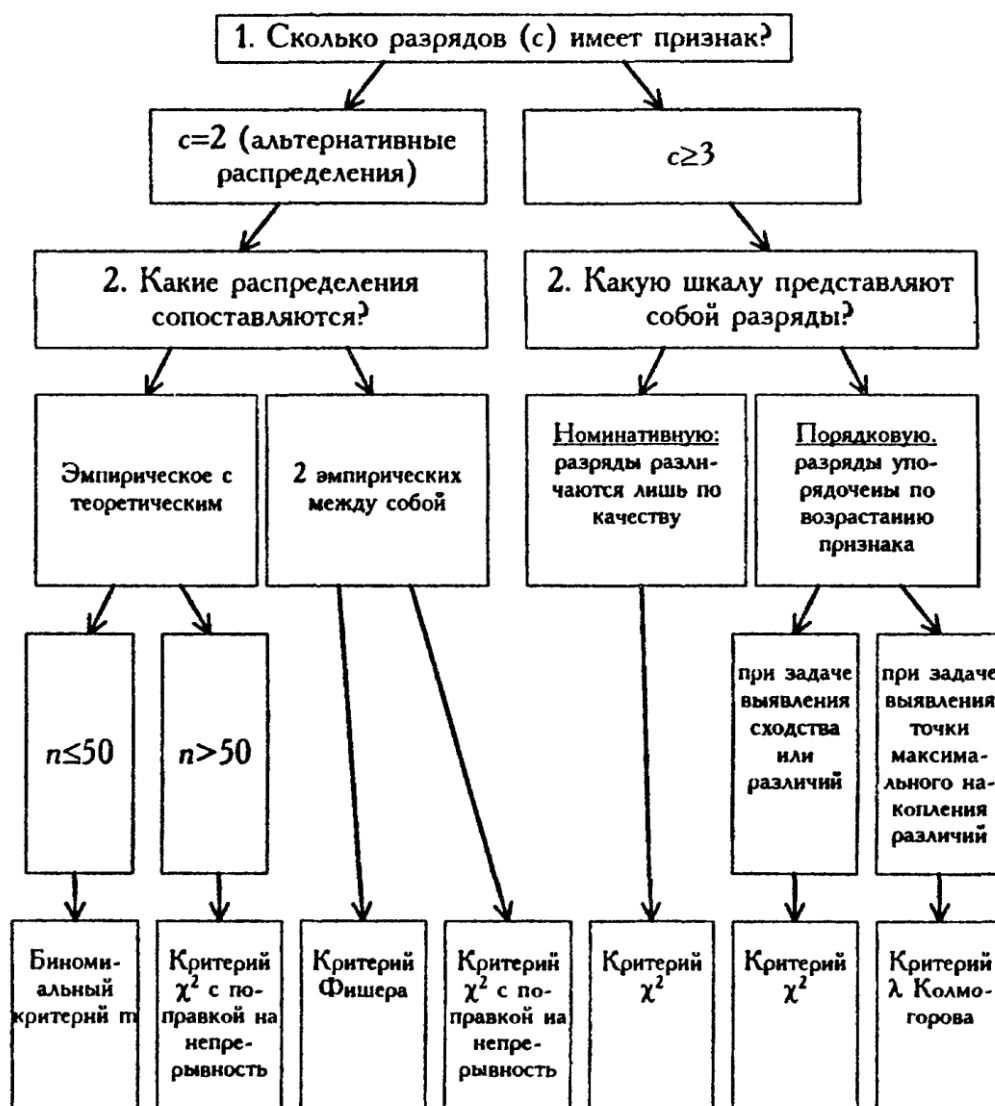 1. Сколько разрядов (c) имеет признак?
c=2 (альтернативные
распределения)
c≥3
2. Какие распределения
сопоставляются?
2. Какую шкалу представляют
собой разряды?
Эмпирическое с
теоретическим
2 эмпирических
между собой
Номинативную:
разряды разли-
чаются лишь по
качеству
Порядковую.
разряды упо-
рядочены по
возрастанию
признака
n≤50
n>50
при задаче
выявления
сходства
или
различий
при задаче
выявления
точки
максима-
льного на-
копления
различий
Биноми-
альный
критерий m
Критерий
χ² с по-
правкой на
непре-
рывность
Критерий
Фишера
Критерий
χ² с по-
правкой на
непре-
рывность
Критерий
χ²
Критерий
χ²
Критерий
λ Колмо-
горова